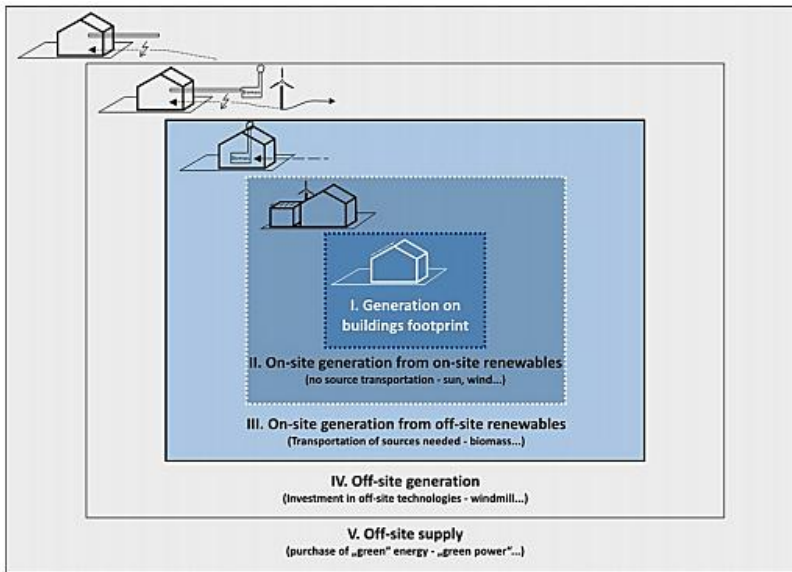 I. Generation on
buildings footprint
II. On-site generation from on-site renewables
(no source transportation - sun, wind...)
III. On-site generation from off-site renewables
(Transportation of sources needed - biomass...)
IV. Off-site generation
(Investment in off-site technologies - windmill...)
V. Off-site supply
(purchase of „green” energy - „green power”...)